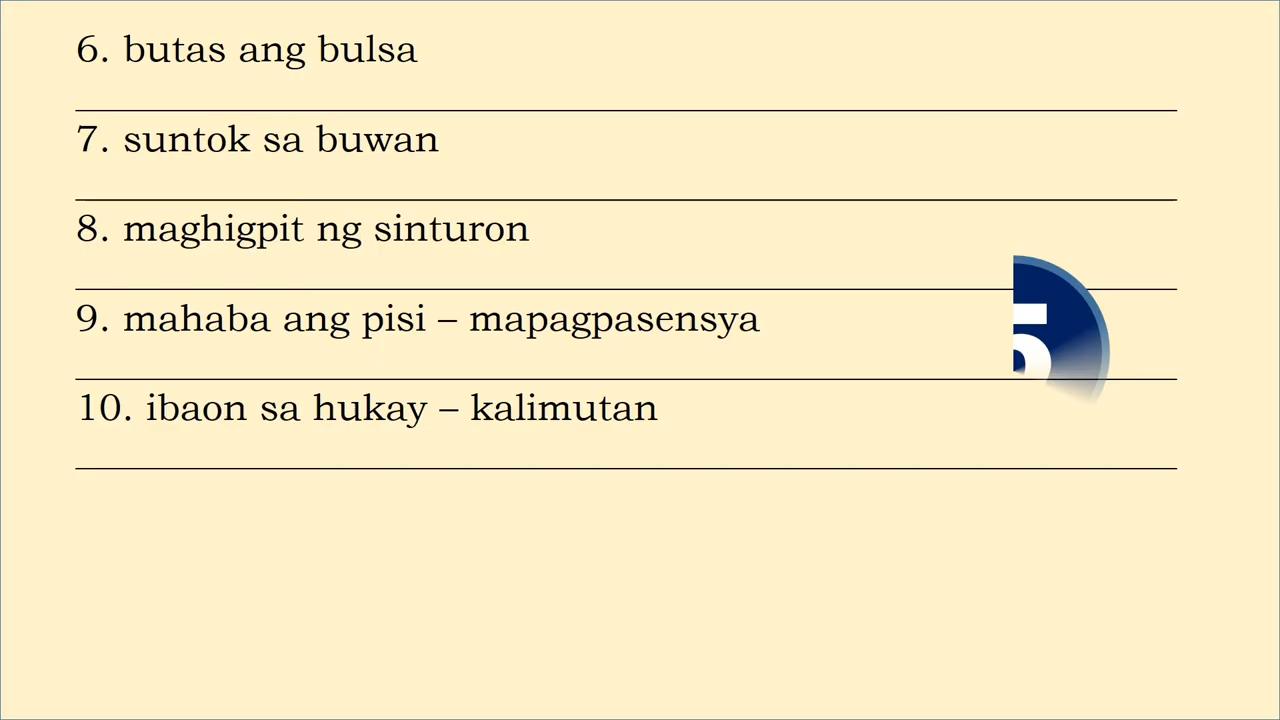 6. butas ang bulsa
7. suntok sa buwan
8. maghigpit ng sinturon
9. mahaba ang pisi – mapagpasensya
5
10. ibaon sa hukay – kalimutan